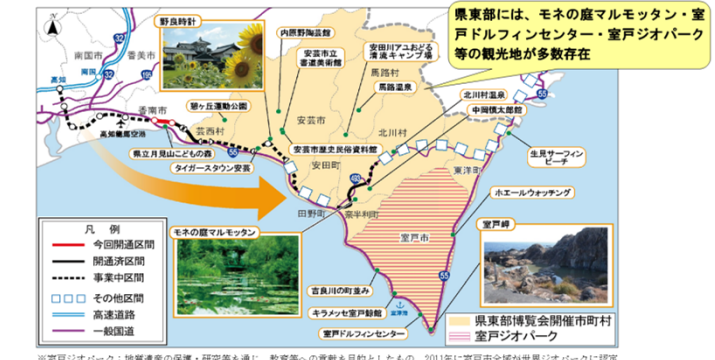 県東部には、モネの庭マルモッタン・室
戸ドルフィンセンター・室戸ジオパーク
等の観光地が多数存在
野良時計
内原野陶芸館
安芸市立
書道美術館
安田川アユおどる
清流キャンプ場
馬路村
馬路温泉
北川村温泉
中岡慎太郎館
南国市
香美市
32
32
195
195
55
高知
南国
香南市
憩ヶ丘運動公園
芸西村
安芸市
北川村
高知龍馬空港
県立月見山こどもの森
タイガースタウン安芸
55
安芸市歴史民俗資料館
安田町
東洋町
生見サーフィン
ビーチ
ホエールウォッチング
田野町
奈半利町
室戸市
室戸岬
モネの庭マルモッタン
吉良川の町並み
キラメッセ室戸鯨館
室戸ドルフィンセンター
室津港
55
凡 例
今回開通区間
開通済区間
事業中区間
その他区間
高速道路
一般国道
県東部博覧会開催市町村
室戸ジオパーク